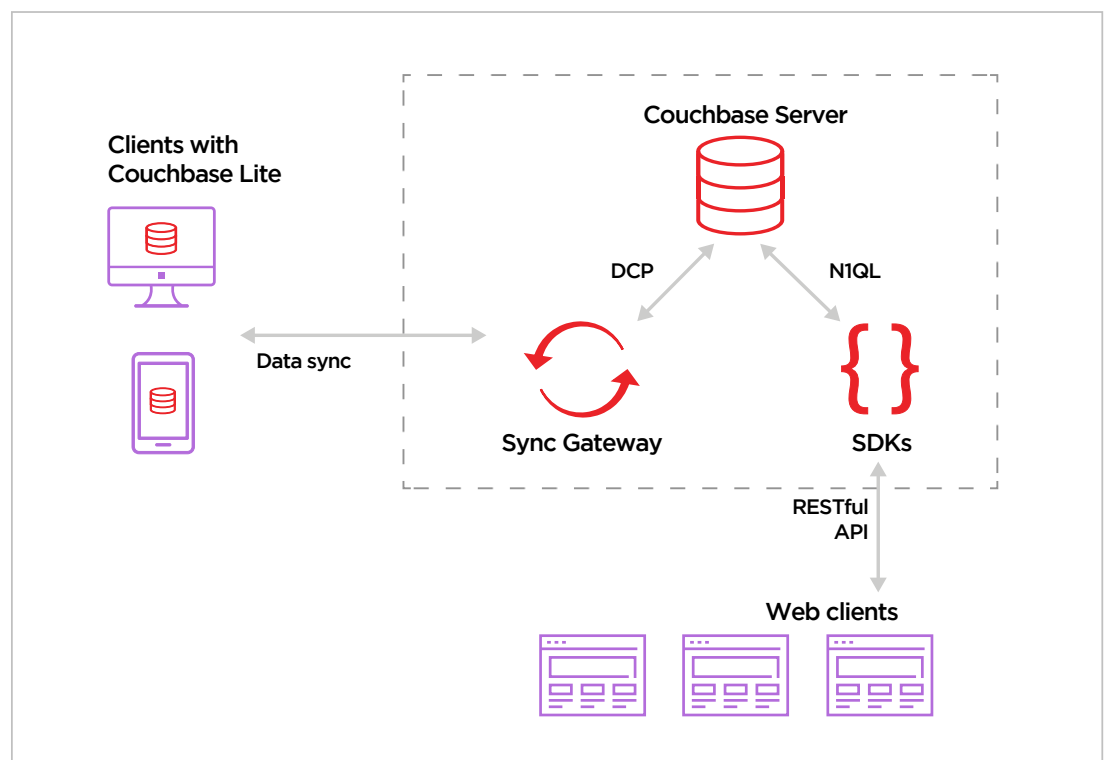 Couchbase Server
Clients with
Couchbase Lite
DCP
N1QL
Data sync
Sync Gateway
SDKs
RESTful
API
Web clients